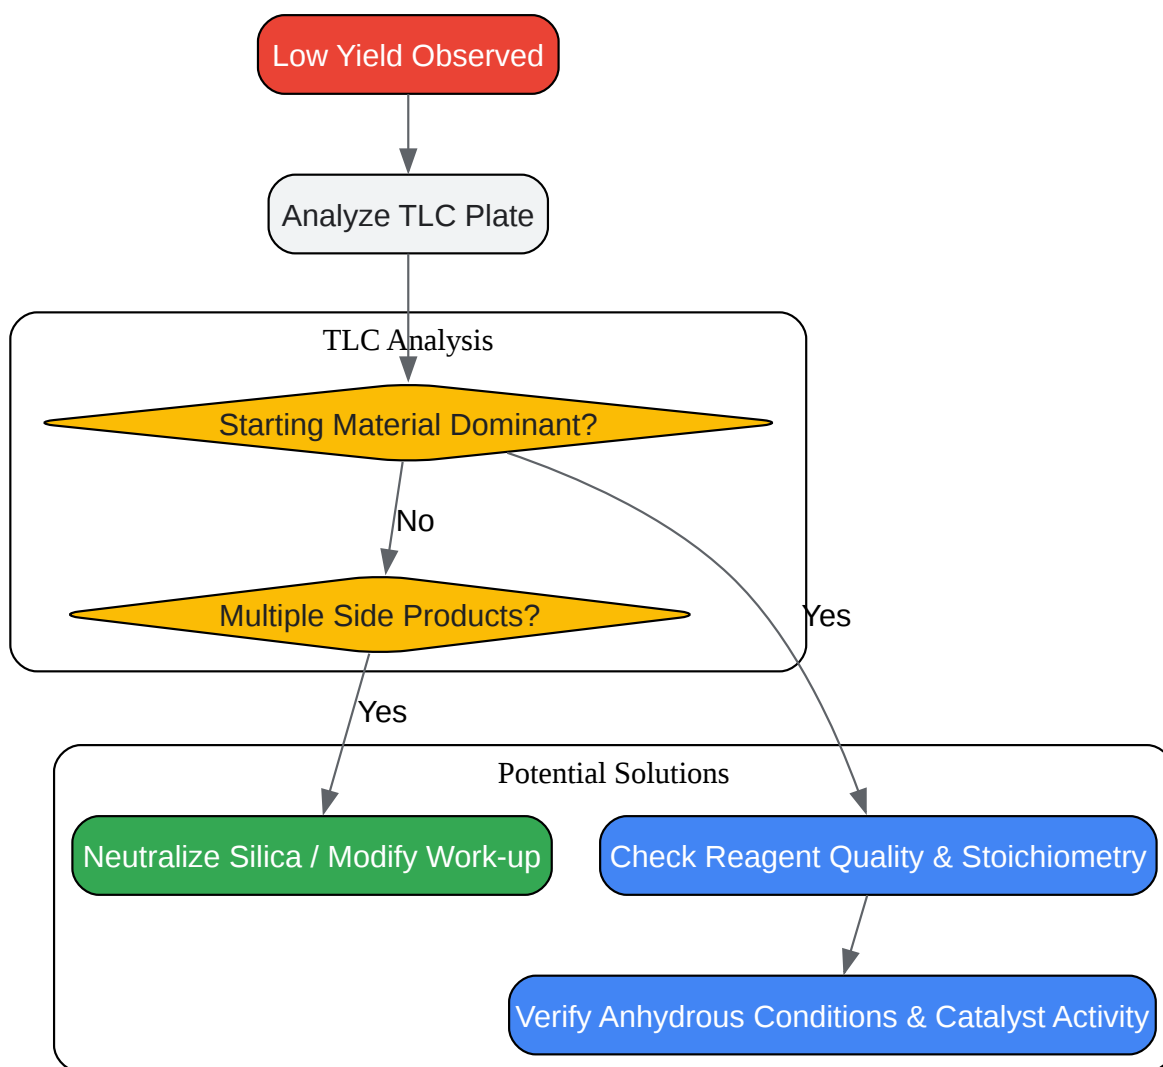 Low Yield Observed
Analyze TLC Plate
TLC Analysis
Starting Material Dominant?
No
Multiple Side Products?
Yes
Yes
Potential Solutions
Neutralize Silica / Modify Work-up
Check Reagent Quality & Stoichiometry
Verify Anhydrous Conditions & Catalyst Activity